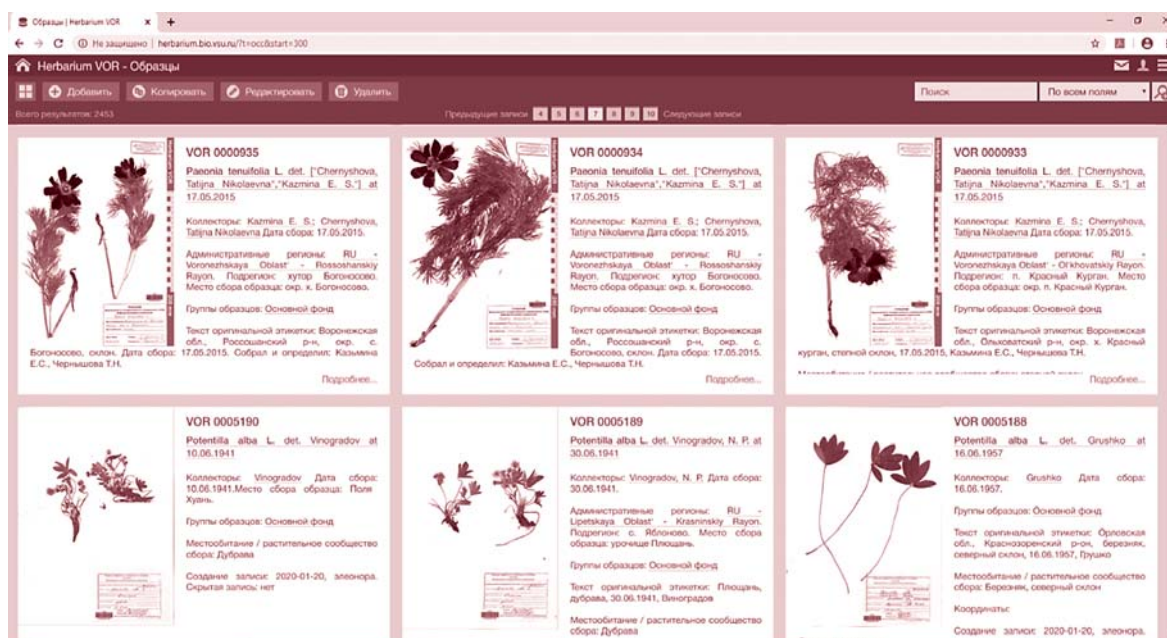 Образцы | Herbarium VOR
Не защищено | herbarium.bio.vsu.ru/?t=occ&start=300
Herbarium VOR - Образцы
Добавить Копировать Редактировать Удалить Поиск По всем полям
Всего результатов: 2453 Предыдущие записи 4 5 6 7 8 9 10 Следующие записи
VOR 0000935
Paeonia tenuifolia L. det. ["Chernyshova,
Tatijna Nikolaevna","Kazmina E. S."] at
17.05.2015
Коллекторы: Kazmina E. S.; Chernyshova,
Tatijna Nikolaevna Дата сбора: 17.05.2015.
Административные регионы: RU -
Voronezhskaya Oblast' - Rossoshanskiy
Rayon. Подрегион: хутор Богоносово.
Место сбора образца: окр. х. Богоносово.
Группы образцов: Основной фонд
Текст оригинальной этикетки: Воронежская
обл., Россошанский р-н, окр. с.
Богоносово, склон. Дата сбора: 17.05.2015. Собрал и определил: Казьмина
Е.С., Чернышова Т.Н.
Подробнее...
VOR 0000934
Paeonia tenuifolia L. det. ["Chernyshova,
Tatijna Nikolaevna","Kazmina E. S."] at
17.05.2015
Коллекторы: Kazmina E. S.; Chernyshova,
Tatijna Nikolaevna Дата сбора: 17.05.2015.
Административные регионы: RU -
Voronezhskaya Oblast' - Rossoshanskiy
Rayon. Подрегион: хутор Богоносово.
Место сбора образца: окр. х. Богоносово.
Группы образцов: Основной фонд
Текст оригинальной этикетки: Воронежская
обл., Россошанский р-н, окр. с.
Богоносово, склон. Дата сбора: 17.05.2015.
Собрал и определил: Казьмина Е.С., Чернышова Т.Н.
Подробнее...
VOR 0000933
Paeonia tenuifolia L. det. ["Chernyshova,
Tatijna Nikolaevna","Kazmina E. S."] at
17.05.2015
Коллекторы: Kazmina E. S.; Chernyshova,
Tatijna Nikolaevna Дата сбора: 17.05.2015.
Административные регионы: RU -
Voronezhskaya Oblast' - Ol'khovatskiy Rayon.
Подрегион: п. Красный Курган. Место
сбора образца: окр. п. Красный Курган.
Группы образцов: Основной фонд
Текст оригинальной этикетки: Воронежская
обл., Ольховатский р-н, окр. х. Красный
курган, степной склон, 17.05.2015, Казьмина Е.С., Чернышова Т.Н.
Подробнее...
VOR 0005190
Potentilla alba L. det. Vinogradov at
10.06.1941
Коллекторы: Vinogradov Дата сбора:
10.06.1941.Место сбора образца: Поля
Хуань.
Группы образцов: Основной фонд
Местообитание / растительное сообщество
сбора: Дубрава
Создание записи: 2020-01-20, элеонора.
Скрытая запись: нет
VOR 0005189
Potentilla alba L. det. Vinogradov, N. P. at
30.06.1941
Коллекторы: Vinogradov, N. P. Дата сбора:
30.06.1941.
Административные регионы: RU -
Lipetskaya Oblast' - Krasninskiy Rayon.
Подрегион: с. Яблоново. Место сбора
образца: урочище Плющань.
Группы образцов: Основной фонд
Текст оригинальной этикетки: Плющань,
дубрава, 30.06.1941, Виноградов
Местообитание / растительное сообщество
сбора: Дубрава
VOR 0005188
Potentilla alba L. det. Grushko at
16.06.1957
Коллекторы: Grushko Дата сбора:
16.06.1957.
Группы образцов: Основной фонд
Текст оригинальной этикетки: Орловская
обл., Краснозоренский р-он, березняк,
северный склон, 16.06.1957, Грушко
Местообитание / растительное сообщество
сбора: Березняк, северный склон
Координаты:
Создание записи: 2020-01-20, элеонора.